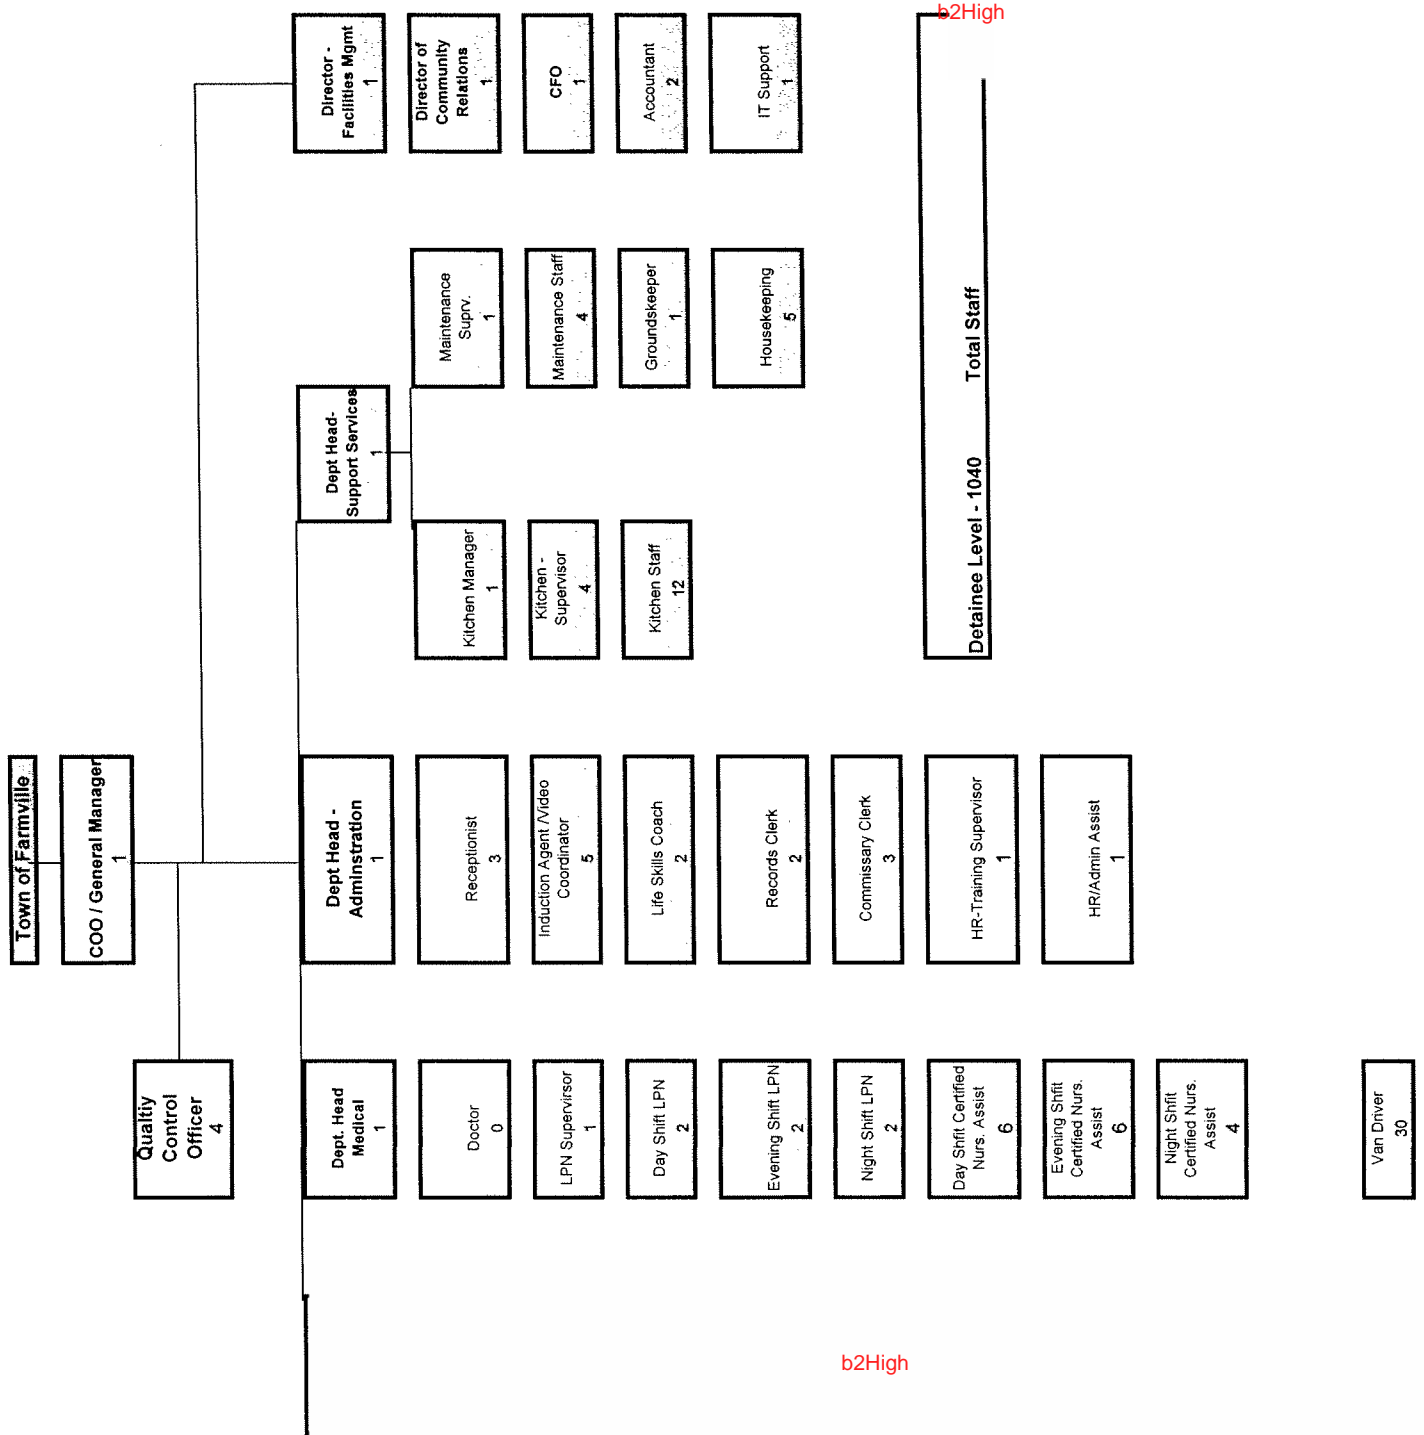 Town of Farmville
COO / General Manager
1
Qualtiy
Control
Officer
4
Director -
Facilities Mgmt
1
Director of
Community
Relations
1
CFO
1
Accountant
2
IT Support
1
Dept Head-
Support Services
1
Maintenance
Suprv.
1
Maintenance Staff
4
Groundskeeper
1
Housekeeping
5
Kitchen Manager
1
Kitchen -
Supervisor
4
Kitchen Staff
12
Dept Head -
Adminstration
1
Receptionist
3
Induction Agent /Video
Coordinator
5
Life Skills Coach
2
Records Clerk
2
Commissary Clerk
3
HR-Training Supervisor
1
HR/Admin Assist
1
Dept. Head
Medical
1
Doctor
0
LPN Supervirsor
1
Day Shift LPN
2
Evening Shift LPN
2
Night Shift LPN
2
Day Shfit Certified
Nurs. Assist
6
Evening Shfit
Certified Nurs.
Assist
6
Night Shfit
Certified Nurs.
Assist
4
Van Driver
30
Detainee Level - 1040 Total Staff
b2High
b2High